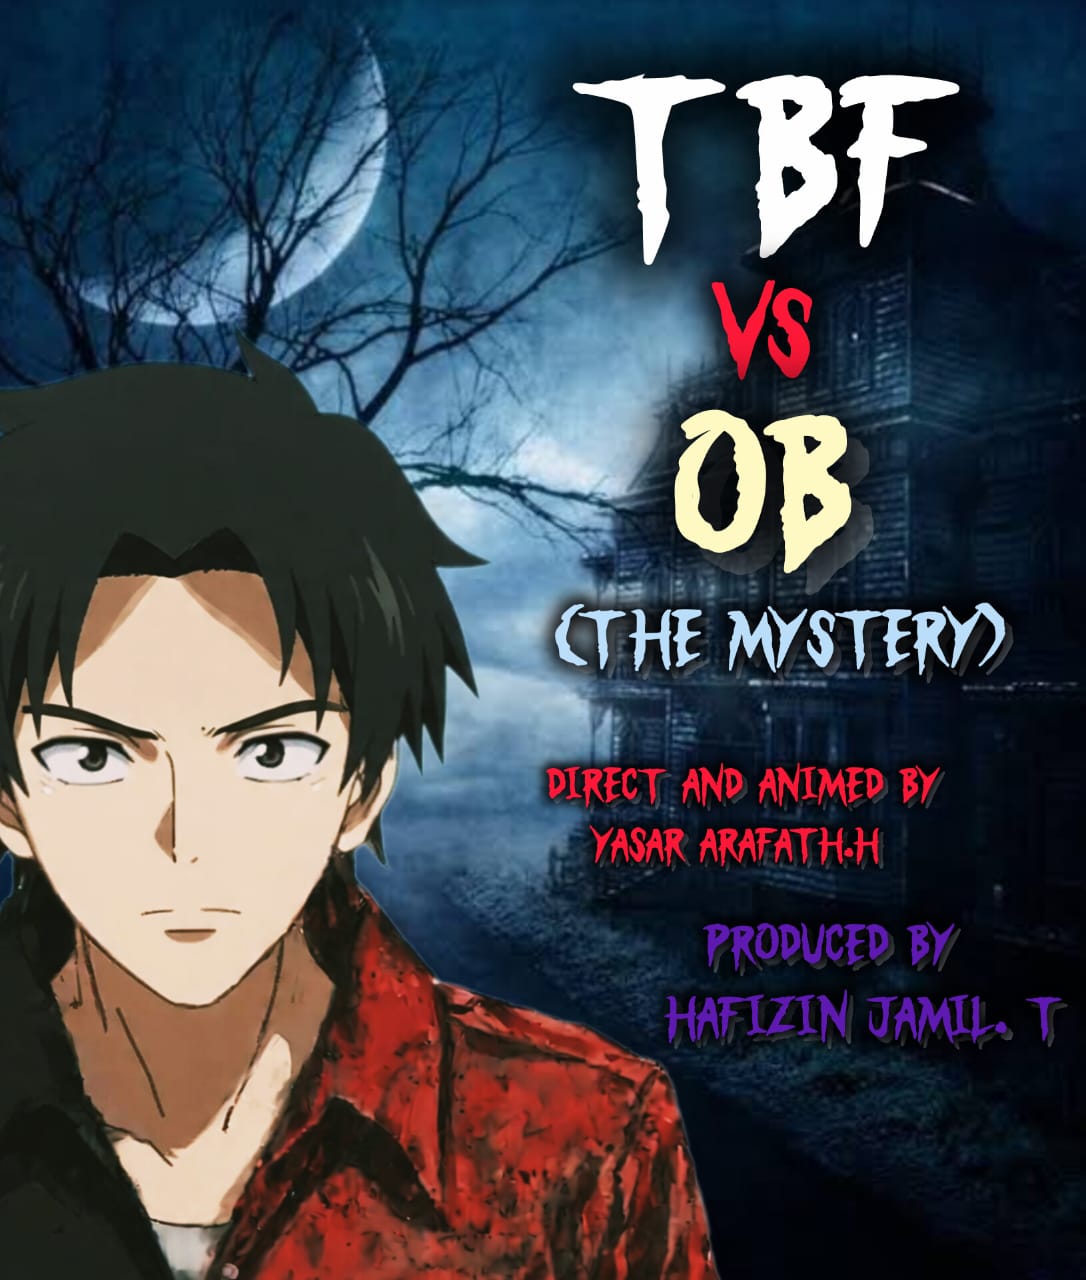 TBF
VS
OB
(THE MYSTERY)
DIRECT AND ANIMED BY
YASAR ARAFATH.H
PRODUCED BY
HAFIZIN JAMIL. T